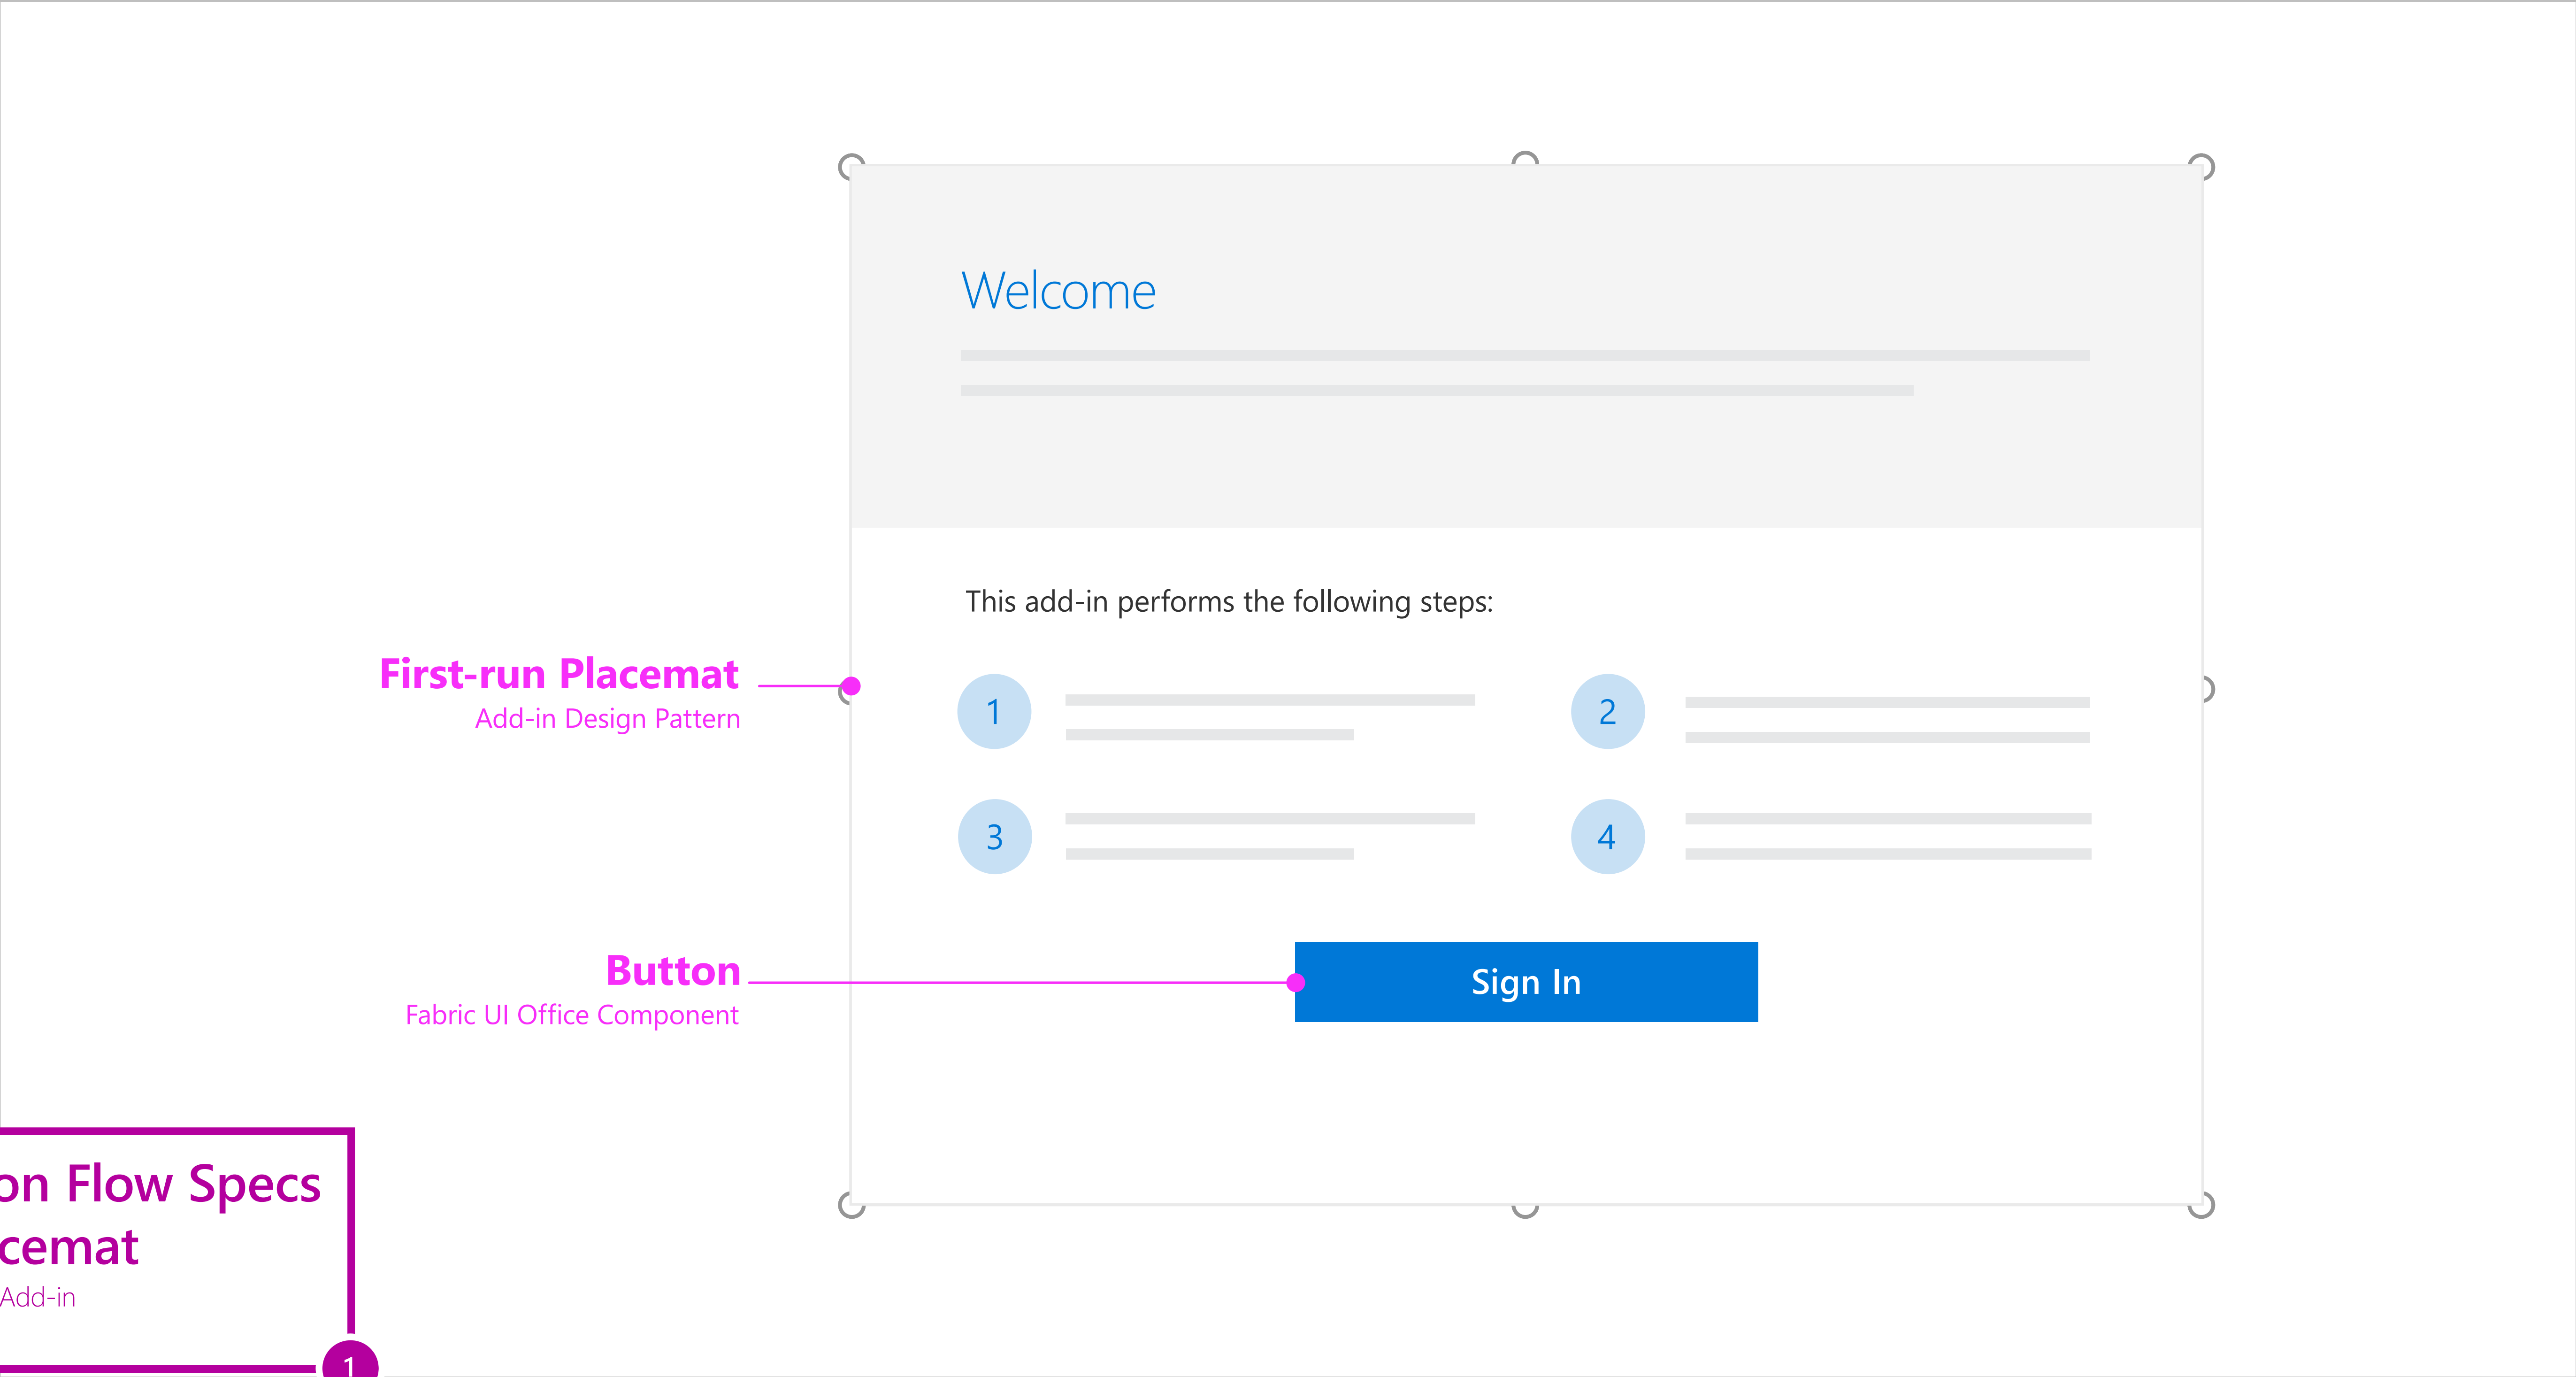 Welcome
This add-in performs the following steps:
First-run Placemat
Add-in Design Pattern
1
2
3
4
Button
Fabric UI Office Component
Sign In
on Flow Specs
cemat
Add-in
1